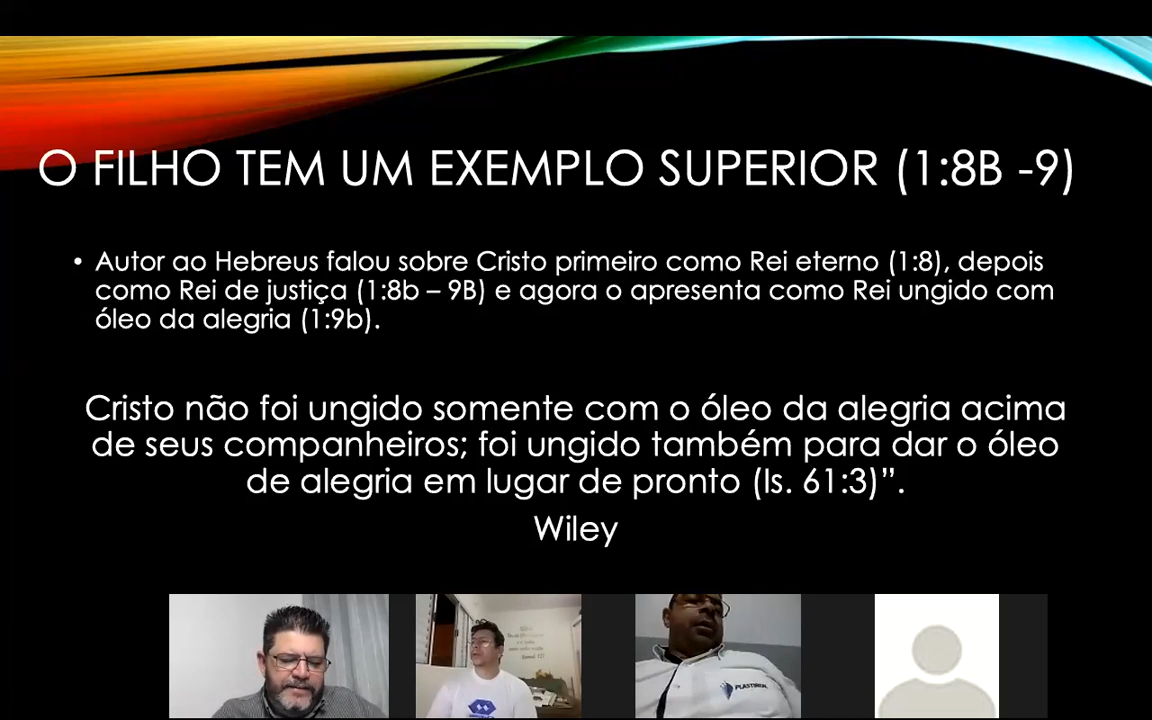 O FILHO TEM UM EXEMPLO SUPERIOR (1:8B -9)
• Autor ao Hebreus falou sobre Cristo primeiro como Rei eterno (1:8), depois
como Rei de justiça (1:8b – 9B) e agora o apresenta como Rei ungido com
óleo da alegria (1:9b).
Cristo não foi ungido somente com o óleo da alegria acima
de seus companheiros; foi ungido também para dar o óleo
de alegria em lugar de pronto (Is. 61:3)”.
Wiley